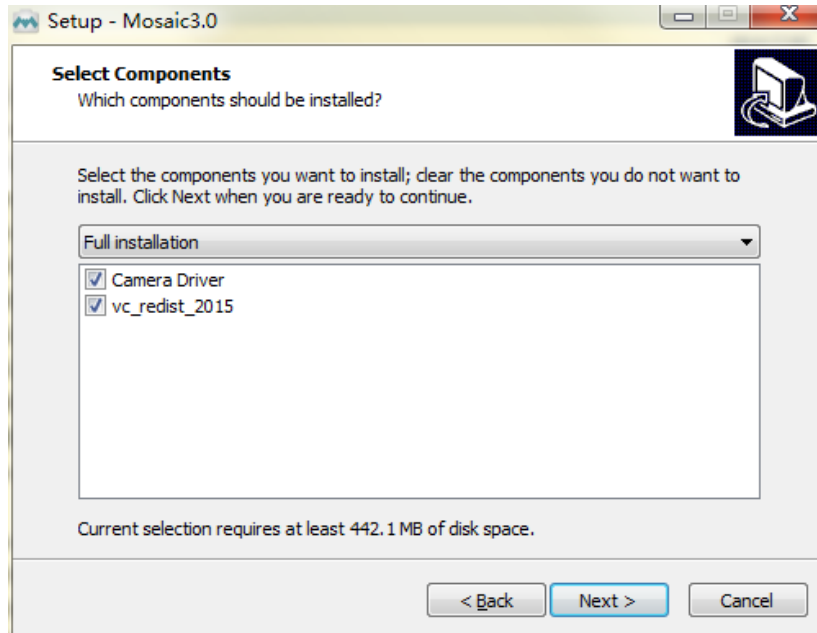 Setup - Mosaic3.0
Select Components
Which components should be installed?
Select the components you want to install; clear the components you do not want to
install. Click Next when you are ready to continue.
Full installation
Camera Driver
vc_redist_2015
Current selection requires at least 442.1 MB of disk space.
< Back
Next >
Cancel